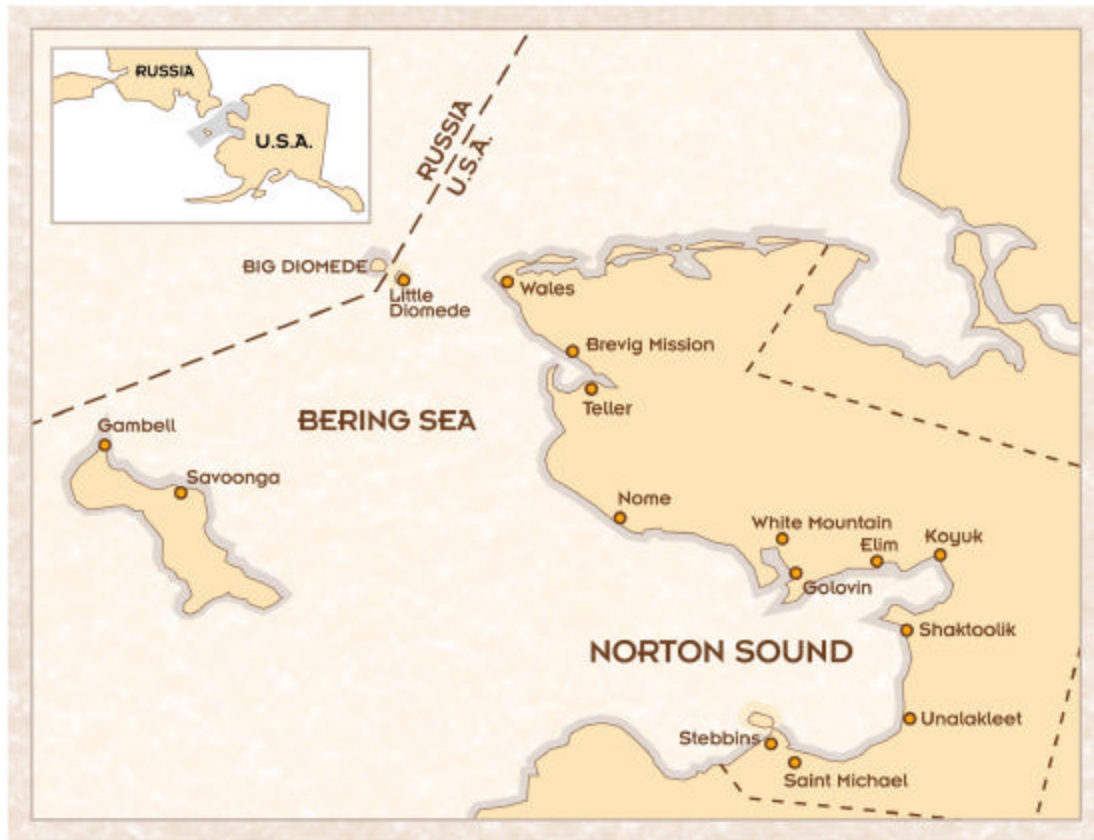 RUSSIA
U.S.A.
RUSSIA
U.S.A.
BIG DIOMEDE
Little
Diomede
Wales
Brevig Mission
Teller
BERING SEA
Gambell
Savoonga
Nome
White Mountain
Elim
Koyuk
Golovin
Shaktoolik
NORTON SOUND
Unalakleet
Stebbins
Saint Michael